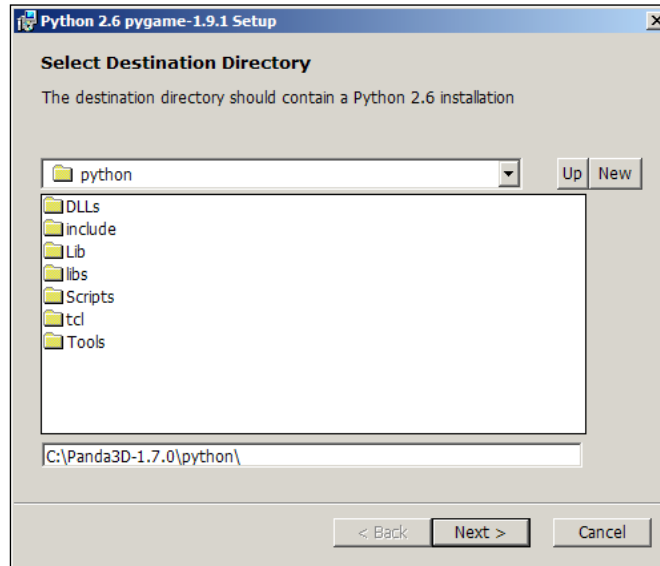 Python 2.6 pygame-1.9.1 Setup
Select Destination Directory
The destination directory should contain a Python 2.6 installation
python
Up New
DLLs
include
Lib
libs
Scripts
tcl
Tools
C:\Panda3D-1.7.0\python\
< Back Next > Cancel